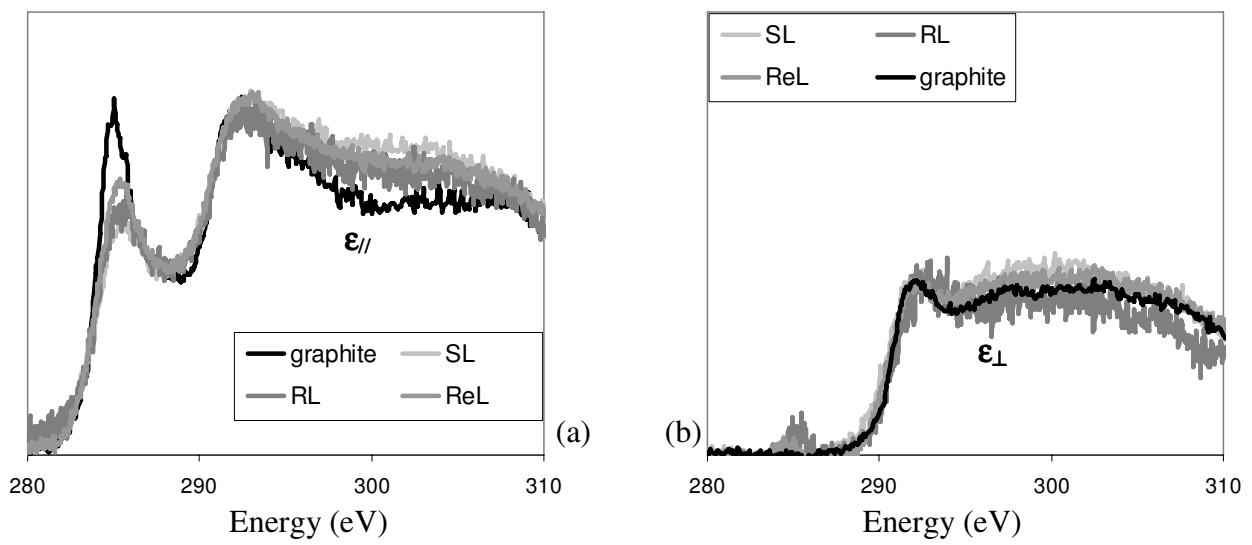 ε//
graphite SL
RL ReL
(a)
280 290 300 310
Energy (eV)
SL RL
ReL graphite
ε⊥
(b)
280 290 300 310
Energy (eV)